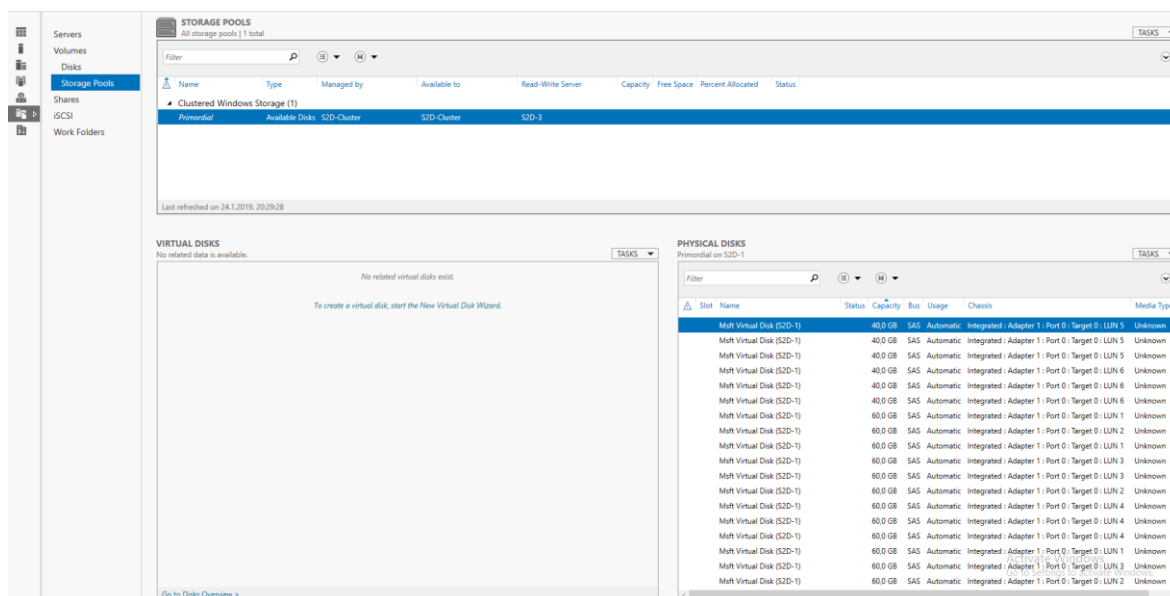 STORAGE POOLS
All storage pools | 1 total
TASKS
Servers
Volumes
Disks
Storage Pools
Shares
iSCSI
Work Folders
Filter
Name Type Managed by Available to Read-Write Server Capacity Free Space Percent Allocated Status
Clustered Windows Storage (1)
Primordial Available Disks S2D-Cluster S2D-Cluster S2D-3
Last refreshed on 24.1.2019. 20:29:28
VIRTUAL DISKS
No related data is available.
TASKS
No related virtual disks exist.
To create a virtual disk, start the New Virtual Disk Wizard.
Go to Disks Overview >
PHYSICAL DISKS
Primordial on S2D-1
TASKS
Filter
Slot Name Status Capacity Bus Usage Chassis Media Typ
Msft Virtual Disk (S2D-1) 40,0 GB SAS Automatic Integrated : Adapter 1 : Port 0 : Target 0 : LUN 5 Unknown
Msft Virtual Disk (S2D-1) 40,0 GB SAS Automatic Integrated : Adapter 1 : Port 0 : Target 0 : LUN 5 Unknown
Msft Virtual Disk (S2D-1) 40,0 GB SAS Automatic Integrated : Adapter 1 : Port 0 : Target 0 : LUN 5 Unknown
Msft Virtual Disk (S2D-1) 40,0 GB SAS Automatic Integrated : Adapter 1 : Port 0 : Target 0 : LUN 6 Unknown
Msft Virtual Disk (S2D-1) 40,0 GB SAS Automatic Integrated : Adapter 1 : Port 0 : Target 0 : LUN 6 Unknown
Msft Virtual Disk (S2D-1) 40,0 GB SAS Automatic Integrated : Adapter 1 : Port 0 : Target 0 : LUN 6 Unknown
Msft Virtual Disk (S2D-1) 60,0 GB SAS Automatic Integrated : Adapter 1 : Port 0 : Target 0 : LUN 1 Unknown
Msft Virtual Disk (S2D-1) 60,0 GB SAS Automatic Integrated : Adapter 1 : Port 0 : Target 0 : LUN 2 Unknown
Msft Virtual Disk (S2D-1) 60,0 GB SAS Automatic Integrated : Adapter 1 : Port 0 : Target 0 : LUN 1 Unknown
Msft Virtual Disk (S2D-1) 60,0 GB SAS Automatic Integrated : Adapter 1 : Port 0 : Target 0 : LUN 3 Unknown
Msft Virtual Disk (S2D-1) 60,0 GB SAS Automatic Integrated : Adapter 1 : Port 0 : Target 0 : LUN 3 Unknown
Msft Virtual Disk (S2D-1) 60,0 GB SAS Automatic Integrated : Adapter 1 : Port 0 : Target 0 : LUN 2 Unknown
Msft Virtual Disk (S2D-1) 60,0 GB SAS Automatic Integrated : Adapter 1 : Port 0 : Target 0 : LUN 4 Unknown
Msft Virtual Disk (S2D-1) 60,0 GB SAS Automatic Integrated : Adapter 1 : Port 0 : Target 0 : LUN 4 Unknown
Msft Virtual Disk (S2D-1) 60,0 GB SAS Automatic Integrated : Adapter 1 : Port 0 : Target 0 : LUN 4 Unknown
Msft Virtual Disk (S2D-1) 60,0 GB SAS Automatic Integrated : Adapter 1 : Port 0 : Target 0 : LUN 1 Unknown
Msft Virtual Disk (S2D-1) 60,0 GB SAS Automatic Integrated : Adapter 1 : Port 0 : Target 0 : LUN 3 Unknown
Msft Virtual Disk (S2D-1) 60,0 GB SAS Automatic Integrated : Adapter 1 : Port 0 : Target 0 : LUN 2 Unknown
Activate Windows
Go to Settings to activate Windows.